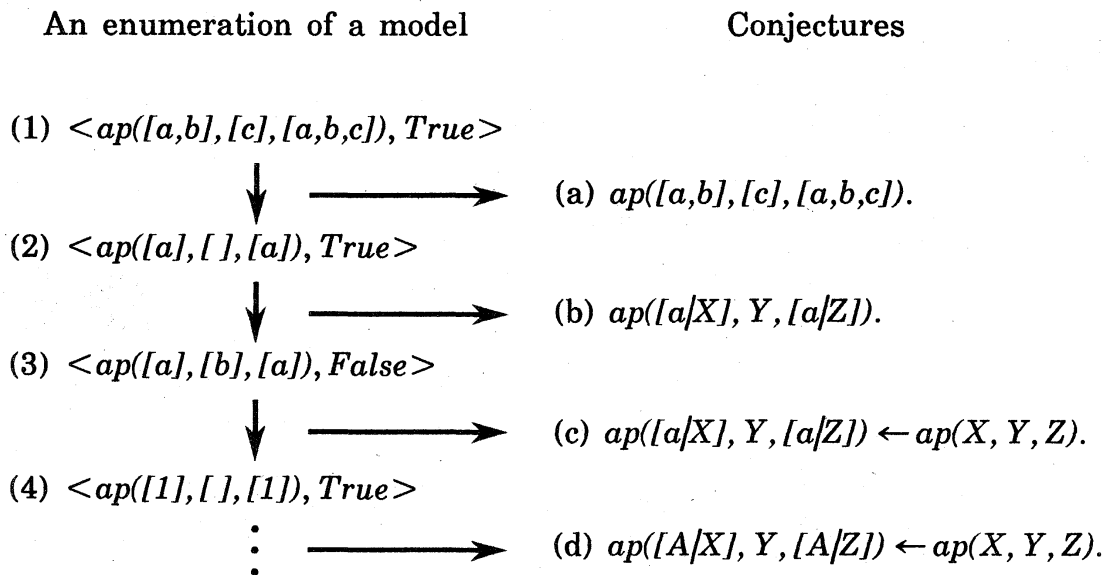 An enumeration of a model Conjectures
(1) <ap([a,b],[c],[a,b,c]), True>
(a) ap([a,b],[c],[a,b,c]).
(2) <ap([a],[ ],[a]), True>
(b) ap([a|X], Y,[a|Z]).
(3) <ap([a],[b],[a]), False>
(c) ap([a|X], Y,[a|Z]) ← ap(X, Y, Z).
(4) <ap([1],[ ],[1]), True>
(d) ap([A|X], Y,[A|Z]) ← ap(X, Y, Z).